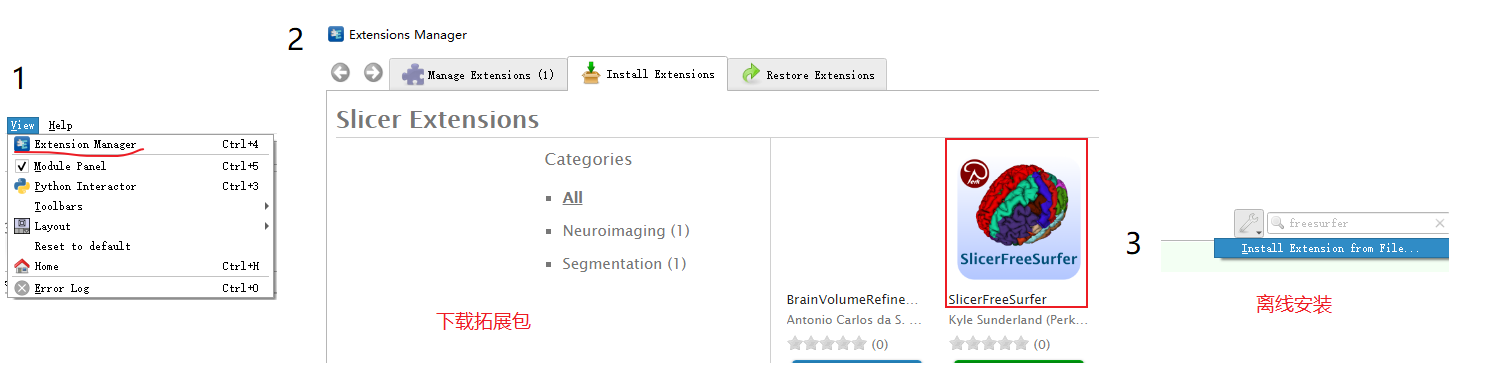 1
View Help
Extension Manager Ctrl+4
Module Panel Ctrl+5
Python Interactor Ctrl+3
Toolbars
Layout
Reset to default
Home Ctrl+H
Error Log Ctrl+0
2
Extensions Manager
Manage Extensions (1) Install Extensions Restore Extensions
Slicer Extensions
Categories
All
Neuroimaging (1)
Segmentation (1)
下载拓展包
SlicerFreeSurfer
BrainVolumeRefine... SlicerFreeSurfer
Antonio Carlos da S. ... Kyle Sunderland (Perk...
(0) (0)
3
freesurfer
Install Extension from File...
离线安装